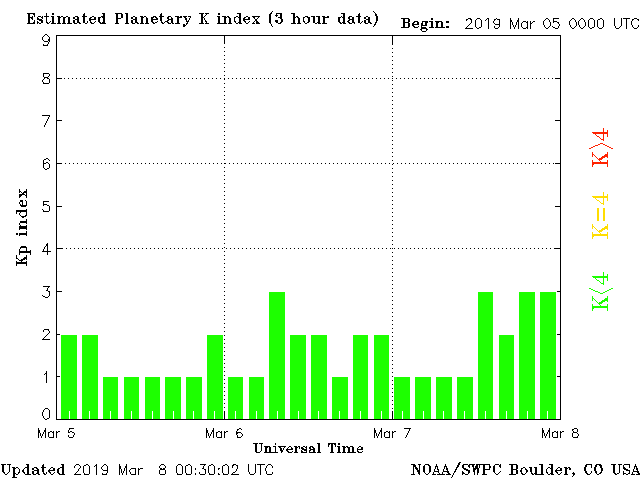 Estimated Planetary K index (3 hour data) Begin: 2019 Mar 05 0000 UTC
9
8
7
6
5
4
3
2
1
0
Kp index
K>4
K=4
K<4
Mar 5 Mar 6 Mar 7 Mar 8
Universal Time
Updated 2019 Mar 8 00:30:02 UTC NOAA/SWPC Boulder, CO USA